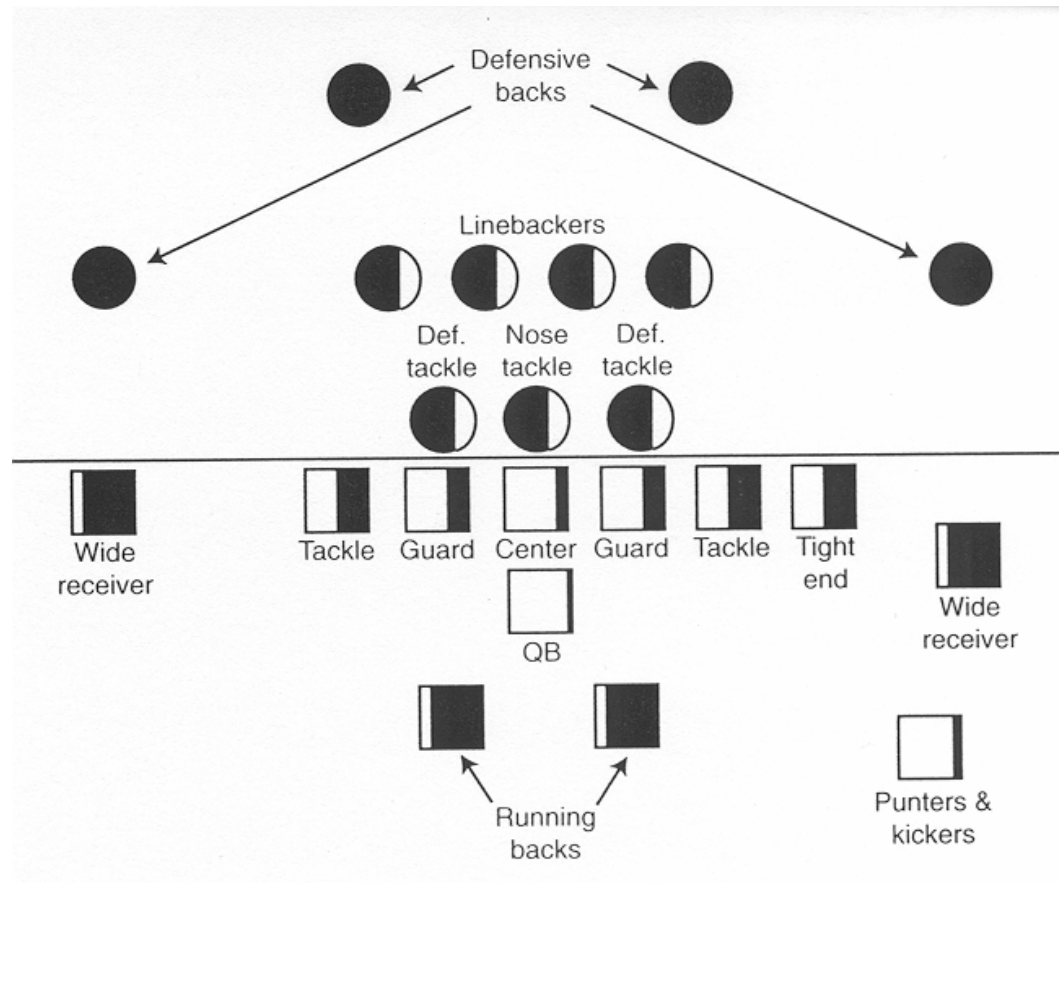 Defensive
backs
Linebackers
Def.
tackle
Nose
tackle
Def.
tackle
Wide
receiver
Tackle
Guard
Center
Guard
Tackle
Tight
end
Wide
receiver
QB
Running
backs
Punters &
kickers